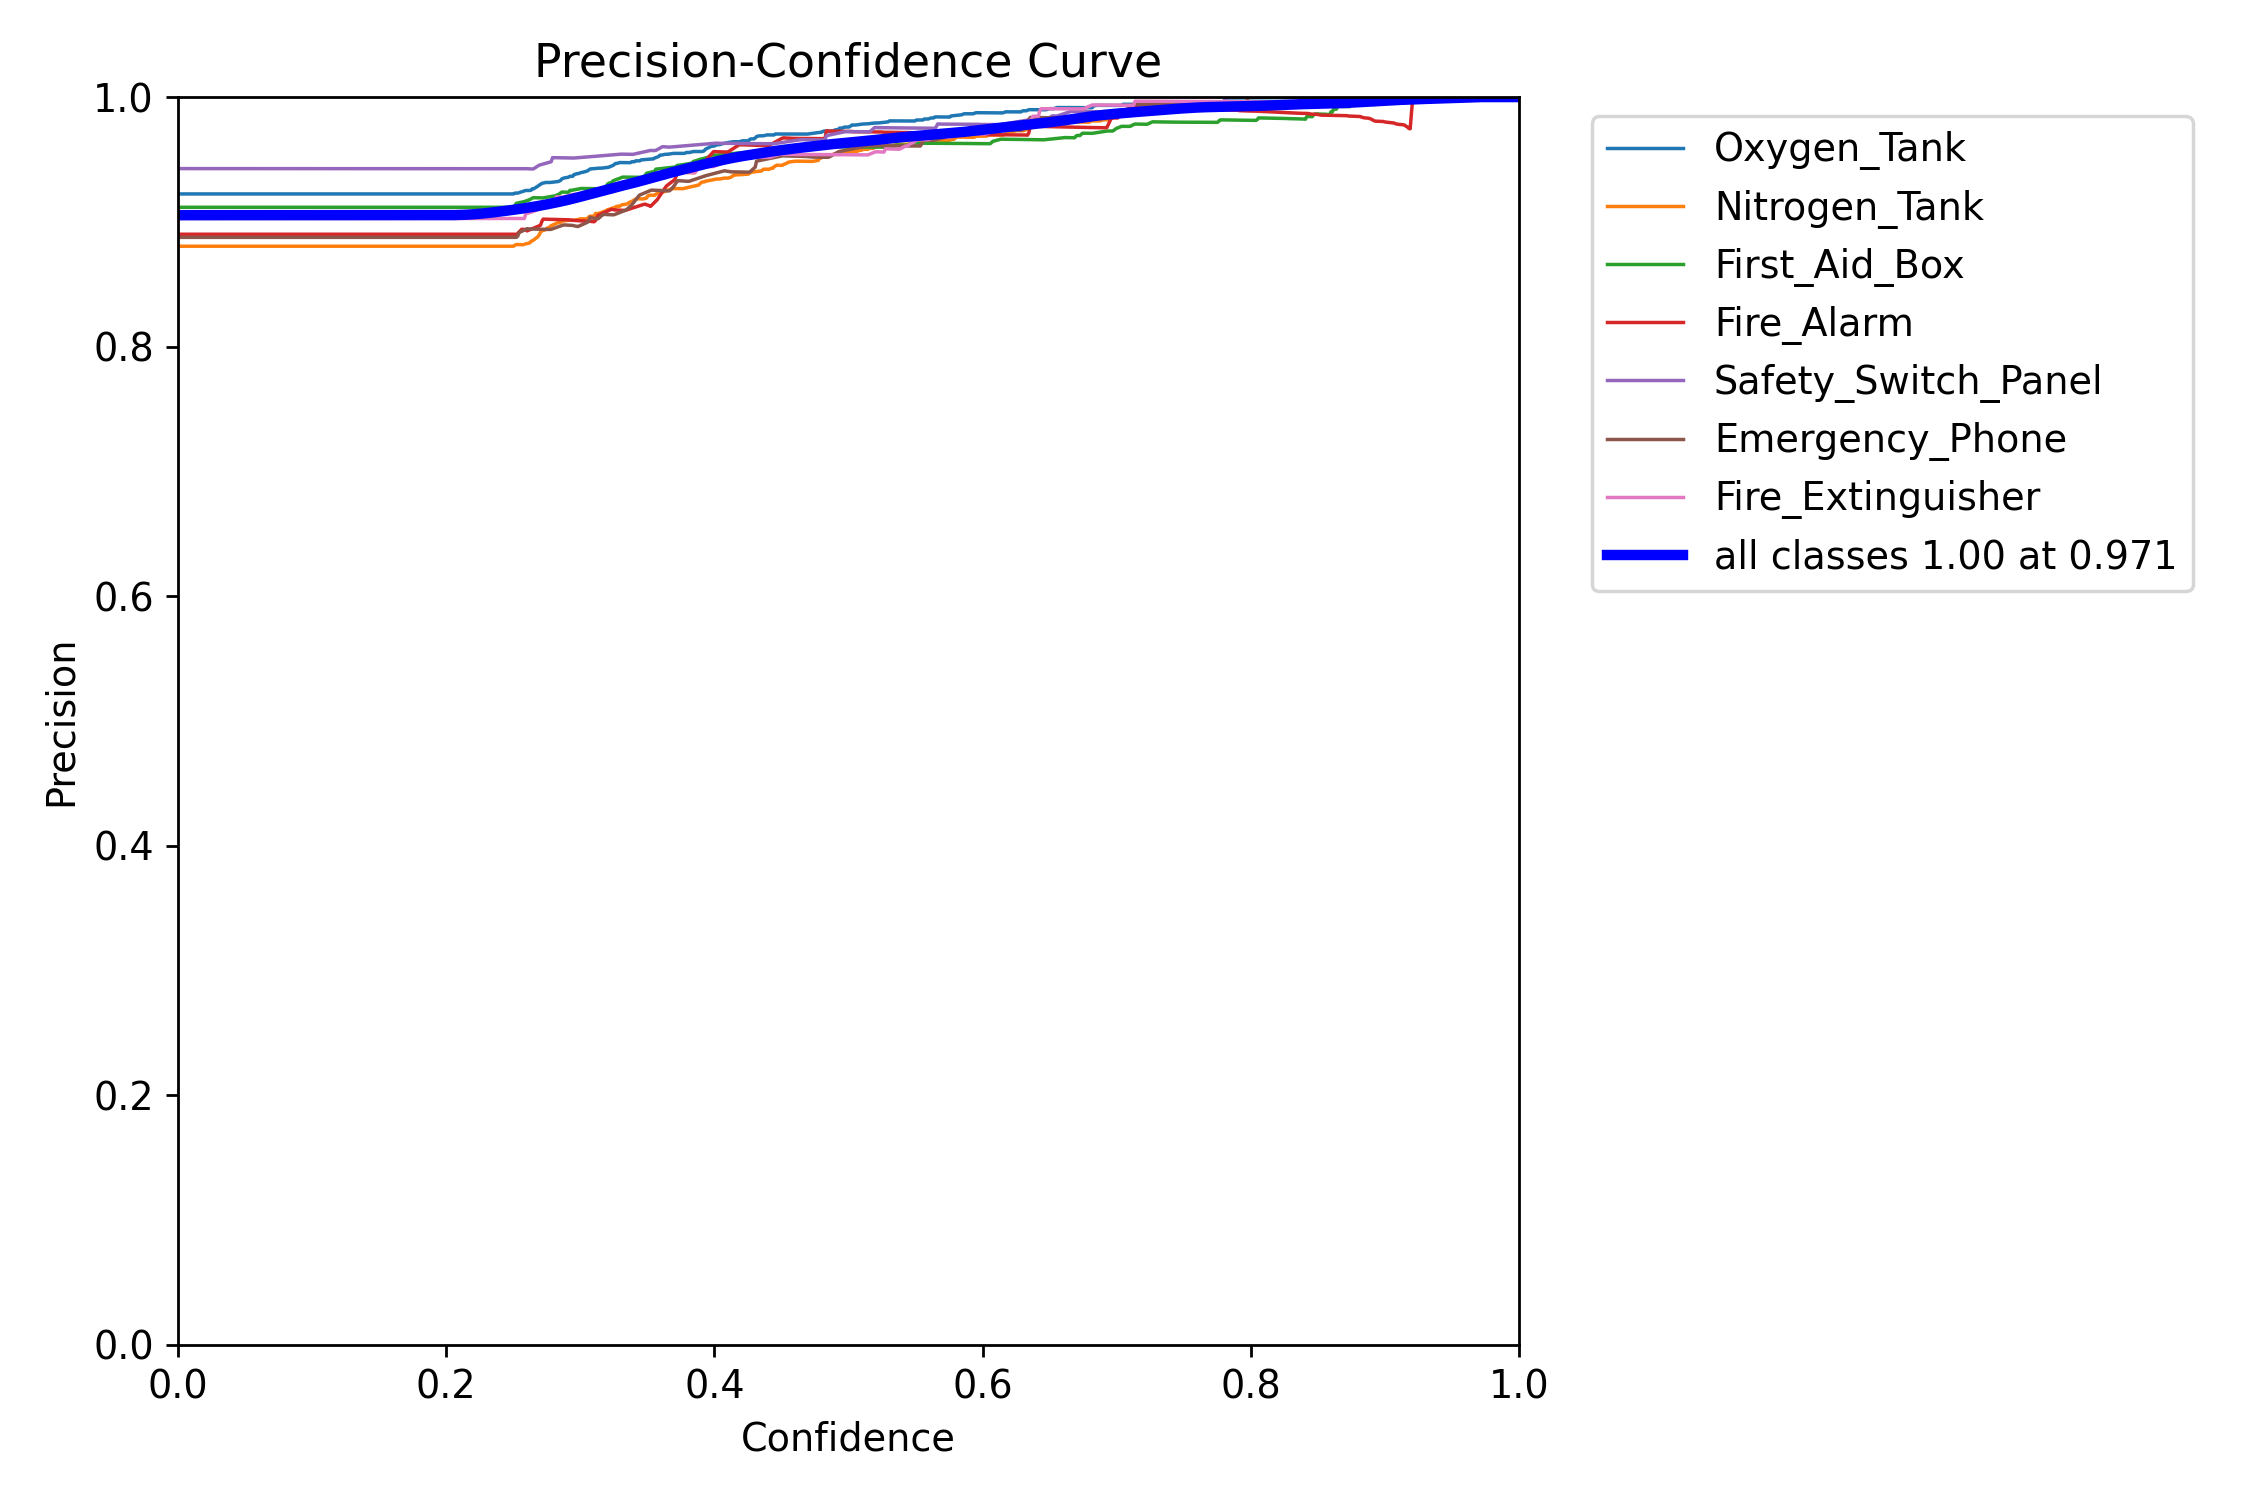 Precision-Confidence Curve
1.0
0.8
0.6
0.4
0.2
0.0
Precision
0.0 0.2 0.4 0.6 0.8 1.0
Confidence
Oxygen_Tank
Nitrogen_Tank
First_Aid_Box
Fire_Alarm
Safety_Switch_Panel
Emergency_Phone
Fire_Extinguisher
all classes 1.00 at 0.971